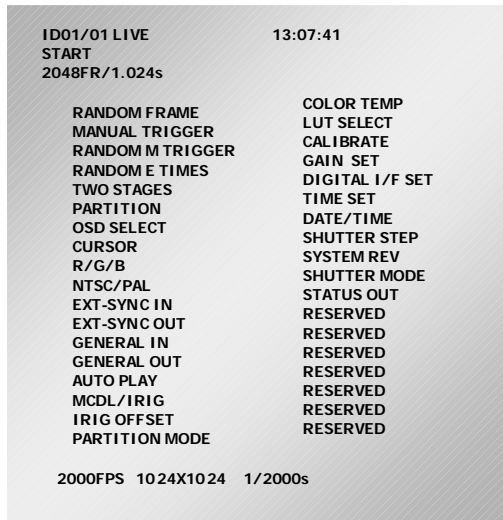 ID01/01 LIVE 13:07:41
START
2048FR/1.024s
RANDOM FRAME
MANUAL TRIGGER
RANDOM M TRIGGER
RANDOM E TIMES
TWO STAGES
PARTITION
OSD SELECT
CURSOR
R/G/B
NTSC/PAL
EXT-SYNC IN
EXT-SYNC OUT
GENERAL IN
GENERAL OUT
AUTO PLAY
MCDL/IRIG
IRIG OFFSET
PARTITION MODE
COLOR TEMP
LUT SELECT
CALIBRATE
GAIN SET
DIGITAL I/F SET
TIME SET
DATE/TIME
SHUTTER STEP
SYSTEM REV
SHUTTER MODE
STATUS OUT
RESERVED
RESERVED
RESERVED
RESERVED
RESERVED
RESERVED
RESERVED
2000FPS 1024X1024 1/2000s